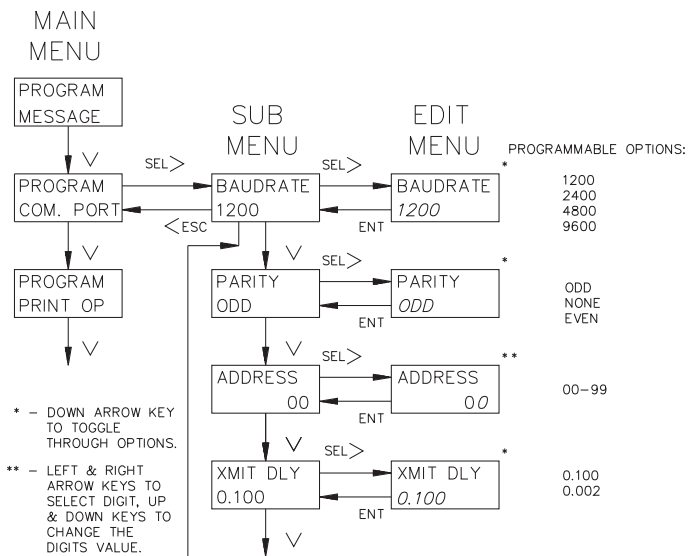 MAIN
MENU
PROGRAM
MESSAGE
SUB
MENU
EDIT
MENU
PROGRAMMABLE OPTIONS:
SEL>
SEL>
*
PROGRAM
COM. PORT
BAUDRATE
1200
BAUDRATE
1200
1200
2400
4800
9600
<ESC
ENT
PROGRAM
PRINT OP
SEL>
*
PARITY
ODD
PARITY
ODD
ODD
NONE
EVEN
ENT
SEL>
**
ADDRESS
00
ADDRESS
00
00–99
ENT
* – DOWN ARROW KEY
TO TOGGLE
THROUGH OPTIONS.
SEL>
*
XMIT DLY
0.100
XMIT DLY
0.100
0.100
0.002
ENT
** – LEFT & RIGHT
ARROW KEYS TO
SELECT DIGIT, UP
& DOWN KEYS TO
CHANGE THE
DIGITS VALUE.